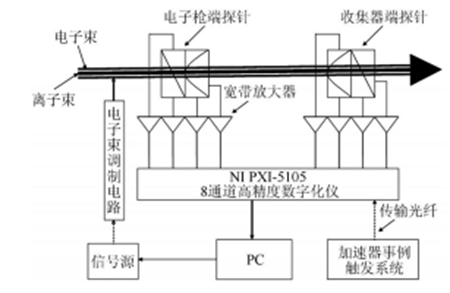 电子枪端探针
收集器端探针
电子束
离子束
宽带放大器
电子束调制电路
NI PXI-5105
8通道高精度数字化仪
传输光纤
信号源
PC
加速器事例
触发系统